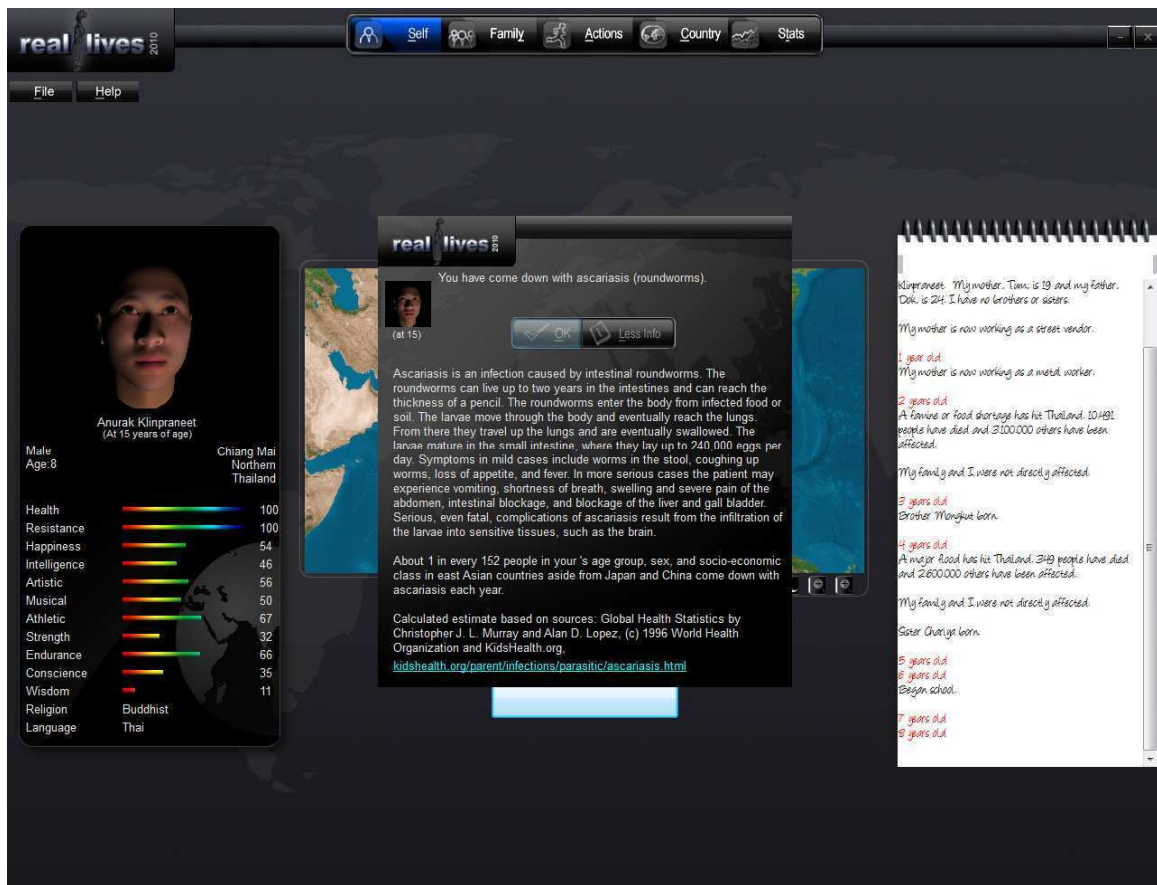 real lives 2010
Self
Family
Actions
Country
Stats
File
Help
Anurak Klinpraneet
(At 15 years of age)
Male
Age:8
Chiang Mai
Northern
Thailand
Health 100
Resistance 100
Happiness 54
Intelligence 46
Artistic 56
Musical 50
Athletic 67
Strength 32
Endurance 66
Conscience 35
Wisdom 11
Religion Buddhist
Language Thai
real lives 2010
You have come down with ascariasis (roundworms).
(at 15)
OK
Less Info
Ascariasis is an infection caused by intestinal roundworms. The
roundworms can live up to two years in the intestines and can reach the
thickness of a pencil. The roundworms enter the body from infected food or
soil. The larvae move through the body and eventually reach the lungs.
From there they travel up the lungs and are eventually swallowed. The
larvae mature in the small intestine, where they lay up to 240,000 eggs per
day. Symptoms in mild cases include worms in the stool, coughing up
worms, loss of appetite, and fever. In more serious cases the patient may
experience vomiting, shortness of breath, swelling and severe pain of the
abdomen, intestinal blockage, and blockage of the liver and gall bladder.
Serious, even fatal, complications of ascariasis result from the infiltration of
the larvae into sensitive tissues, such as the brain.
About 1 in every 152 people in your 's age group, sex, and socio-economic
class in east Asian countries aside from Japan and China come down with
ascariasis each year.
Calculated estimate based on sources: Global Health Statistics by
Christopher J. L. Murray and Alan D. Lopez, (c) 1996 World Health
Organization and KidsHealth.org,
kidshealth.org/parent/infections/parasitic/ascariasis.html
Klinpraneet. My mother, Tum, is 19 and my father,
Dok, is 24. I have no brothers or sisters.
My mother is now working as a street vendor.
1 year old
My mother is now working as a metal worker.
2 years old
A famine or food shortage has hit Thailand. 10,491
people have died and 3,100,000 others have been
affected.
My family and I were not directly affected.
3 years old
Brother Mongkut born.
4 years old
A major flood has hit Thailand. 349 people have died
and 2,600,000 others have been affected.
My family and I were not directly affected.
Sister Chariya born.
5 years old
6 years old
Began school.
7 years old
8 years old